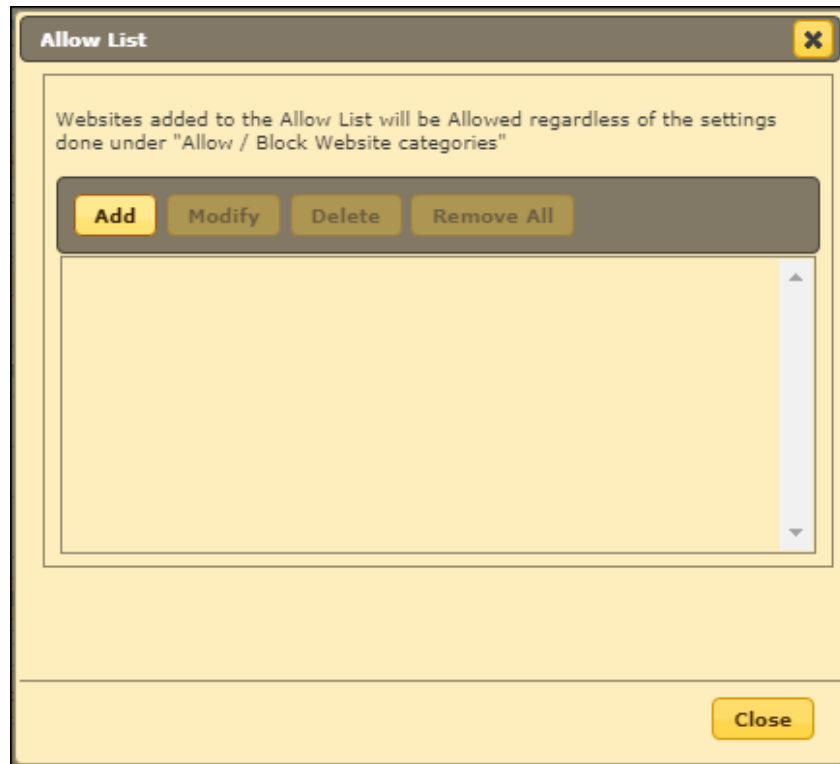 Allow List
Websites added to the Allow List will be Allowed regardless of the settings
done under "Allow / Block Website categories"
Add Modify Delete Remove All
Close